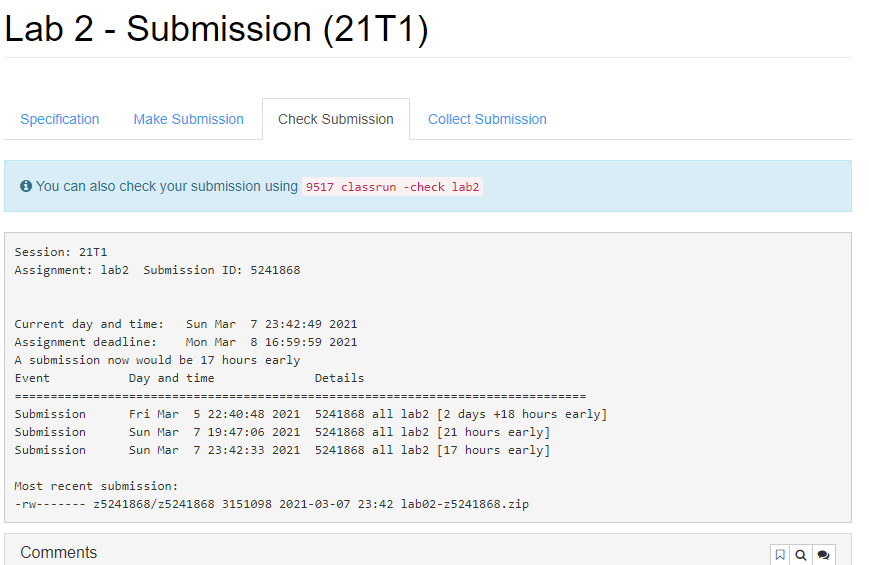 Lab 2 - Submission (21T1)
Specification Make Submission Check Submission Collect Submission
You can also check your submission using 9517 classrun -check lab2
Session: 21T1
Assignment: lab2 Submission ID: 5241868
Current day and time: Sun Mar 7 23:42:49 2021
Assignment deadline: Mon Mar 8 16:59:59 2021
A submission now would be 17 hours early
Event Day and time Details
================================================================================
Submission Fri Mar 5 22:40:48 2021 5241868 all lab2 [2 days +18 hours early]
Submission Sun Mar 7 19:47:06 2021 5241868 all lab2 [21 hours early]
Submission Sun Mar 7 23:42:33 2021 5241868 all lab2 [17 hours early]
Most recent submission:
-rw------- z5241868/z5241868 3151098 2021-03-07 23:42 lab02-z5241868.zip
Comments